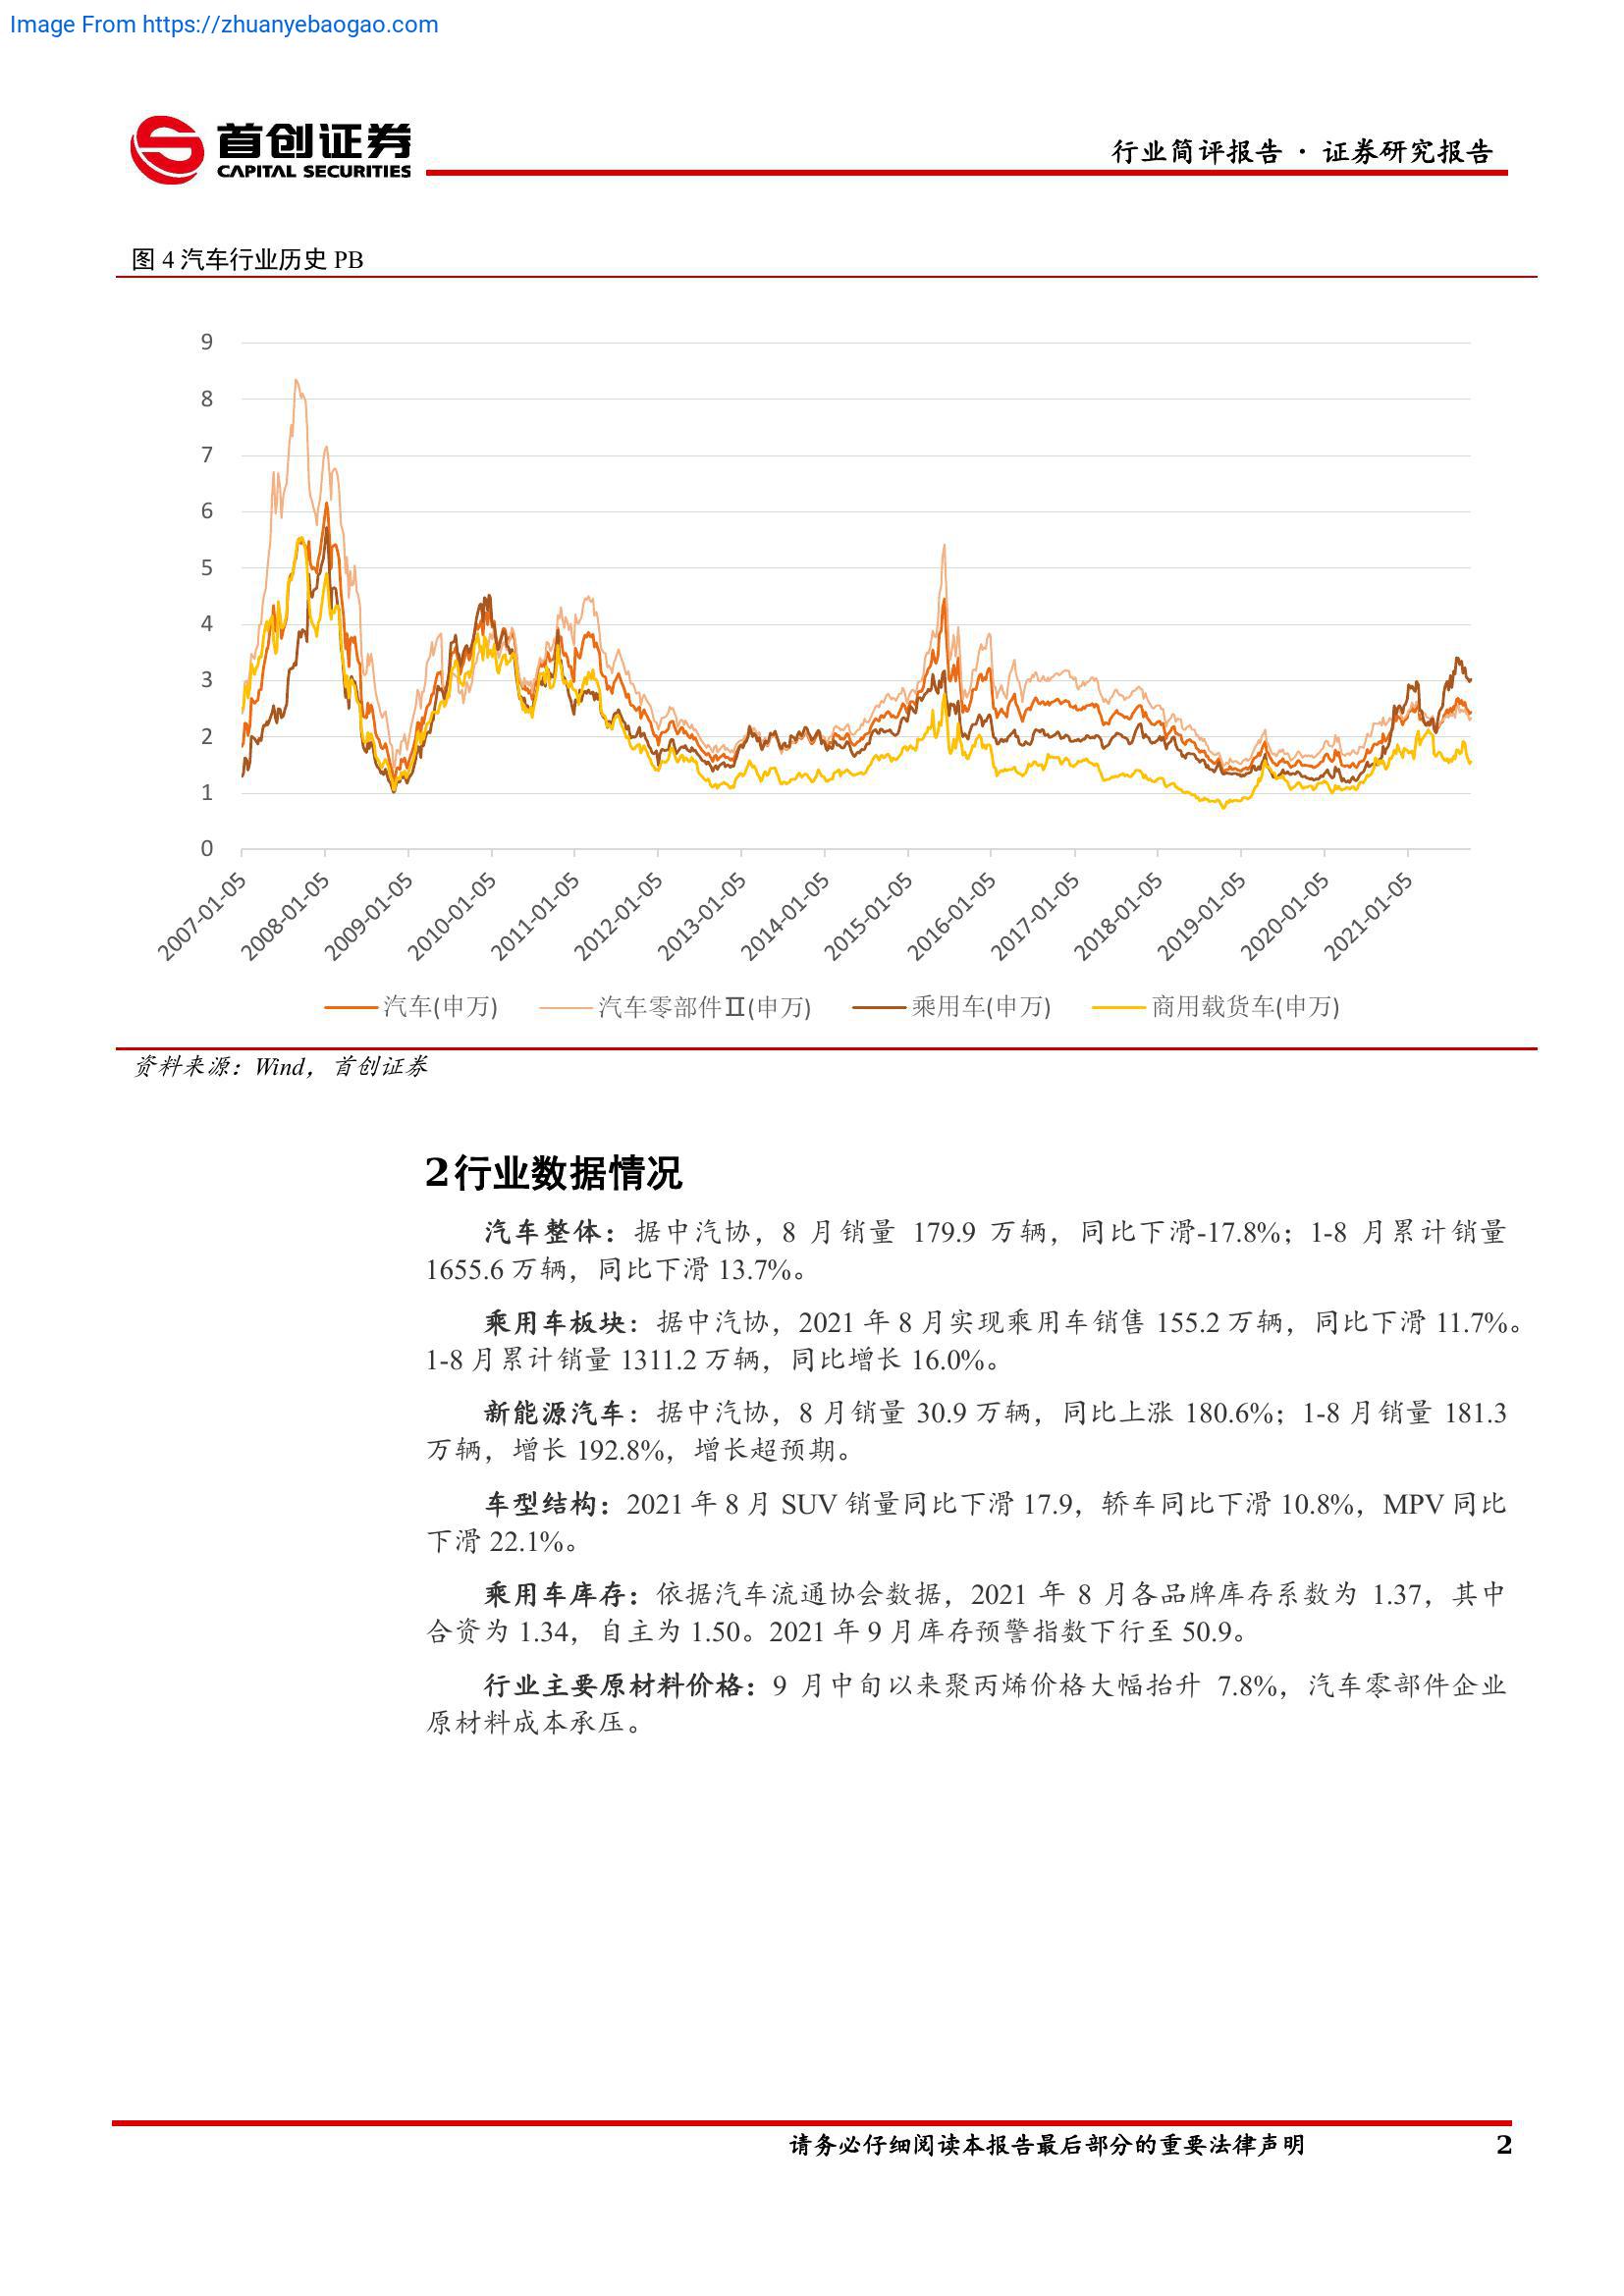 Image From https://zhuanyebaogao.com
首创证券
CAPITAL SECURITIES
行业简评报告 · 证券研究报告
图 4 汽车行业历史 PB
9
8
7
6
5
4
3
2
1
0
2007-01-05
2008-01-05
2009-01-05
2010-01-05
2011-01-05
2012-01-05
2013-01-05
2014-01-05
2015-01-05
2016-01-05
2017-01-05
2018-01-05
2019-01-05
2020-01-05
2021-01-05
汽车(申万) 汽车零部件Ⅱ(申万) 乘用车(申万) 商用载货车(申万)
资料来源：Wind，首创证券
2 行业数据情况
汽车整体：据中汽协，8 月销量 179.9 万辆，同比下滑-17.8%；1-8 月累计销量
1655.6 万辆，同比下滑 13.7%。
乘用车板块：据中汽协，2021 年 8 月实现乘用车销售 155.2 万辆，同比下滑 11.7%。
1-8 月累计销量 1311.2 万辆，同比增长 16.0%。
新能源汽车：据中汽协，8 月销量 30.9 万辆，同比上涨 180.6%；1-8 月销量 181.3
万辆，增长 192.8%，增长超预期。
车型结构：2021 年 8 月 SUV 销量同比下滑 17.9，轿车同比下滑 10.8%，MPV 同比
下滑 22.1%。
乘用车库存：依据汽车流通协会数据，2021 年 8 月各品牌库存系数为 1.37，其中
合资为 1.34，自主为 1.50。2021 年 9 月库存预警指数下行至 50.9。
行业主要原材料价格：9 月中旬以来聚丙烯价格大幅抬升 7.8%，汽车零部件企业
原材料成本承压。
请务必仔细阅读本报告最后部分的重要法律声明 2